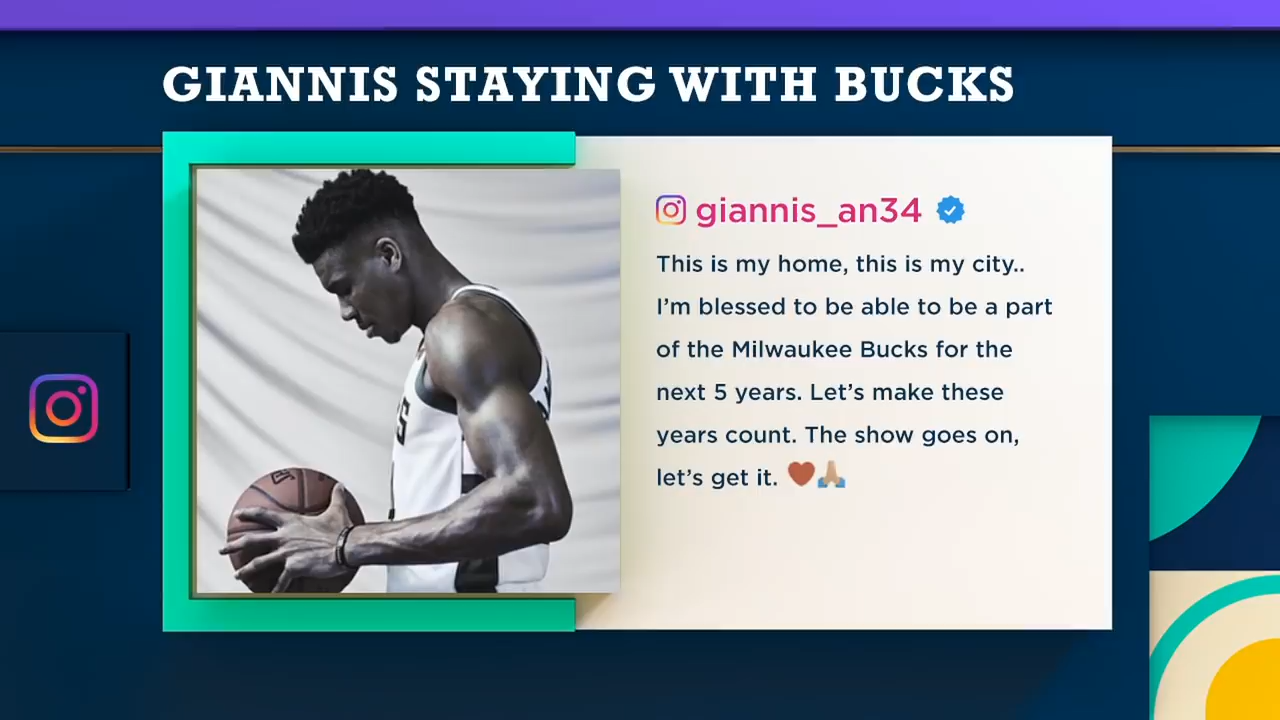 GIANNIS STAYING WITH BUCKS
giannis_an34
This is my home, this is my city..
I'm blessed to be able to be a part
of the Milwaukee Bucks for the
next 5 years. Let's make these
years count. The show goes on,
let's get it. ❤️🙏🏽